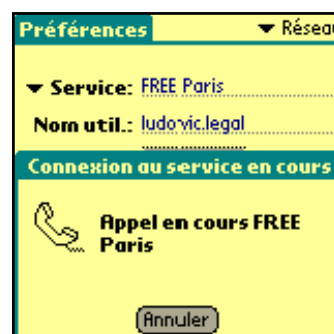 Préférences ▼ Réseau
▼ Service: FREE Paris
Nom util.: ludovic.legal
Connexion au service en cours
Appel en cours FREE
Paris
Annuler